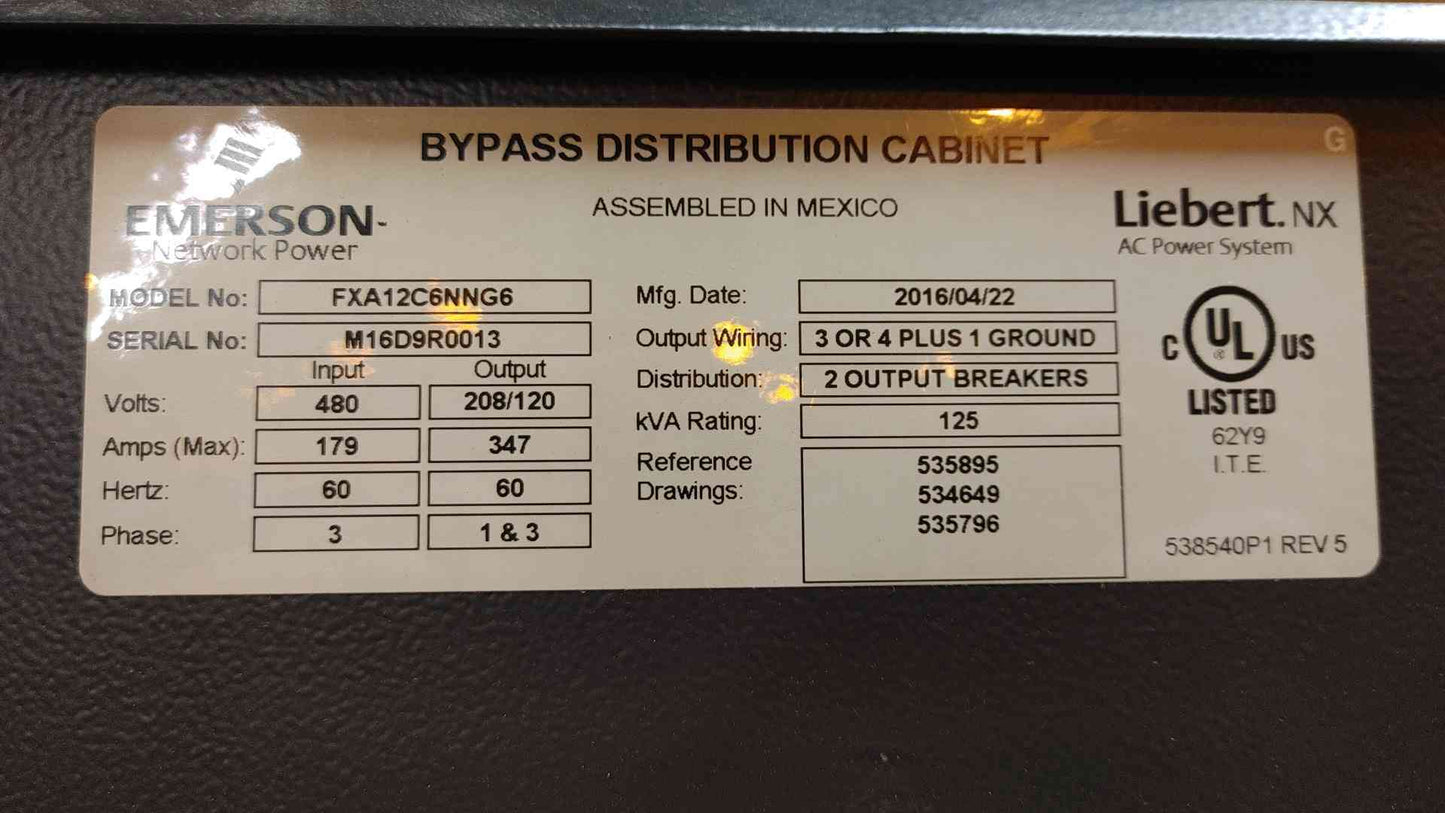 BYPASS DISTRIBUTION CABINET
G
ASSEMBLED IN MEXICO
EMERSON
Network Power
Liebert. NX
AC Power System
MODEL No: FXA12C6NNG6
SERIAL No: M16D9R0013
Input Output
Volts: 480 208/120
Amps (Max): 179 347
Hertz: 60 60
Phase: 3 1 & 3
Mfg. Date: 2016/04/22
Output Wiring: 3 OR 4 PLUS 1 GROUND
Distribution: 2 OUTPUT BREAKERS
kVA Rating: 125
Reference 535895
Drawings: 534649
535796
C UL ® US
LISTED
62Y9
I.T.E.
538540P1 REV 5